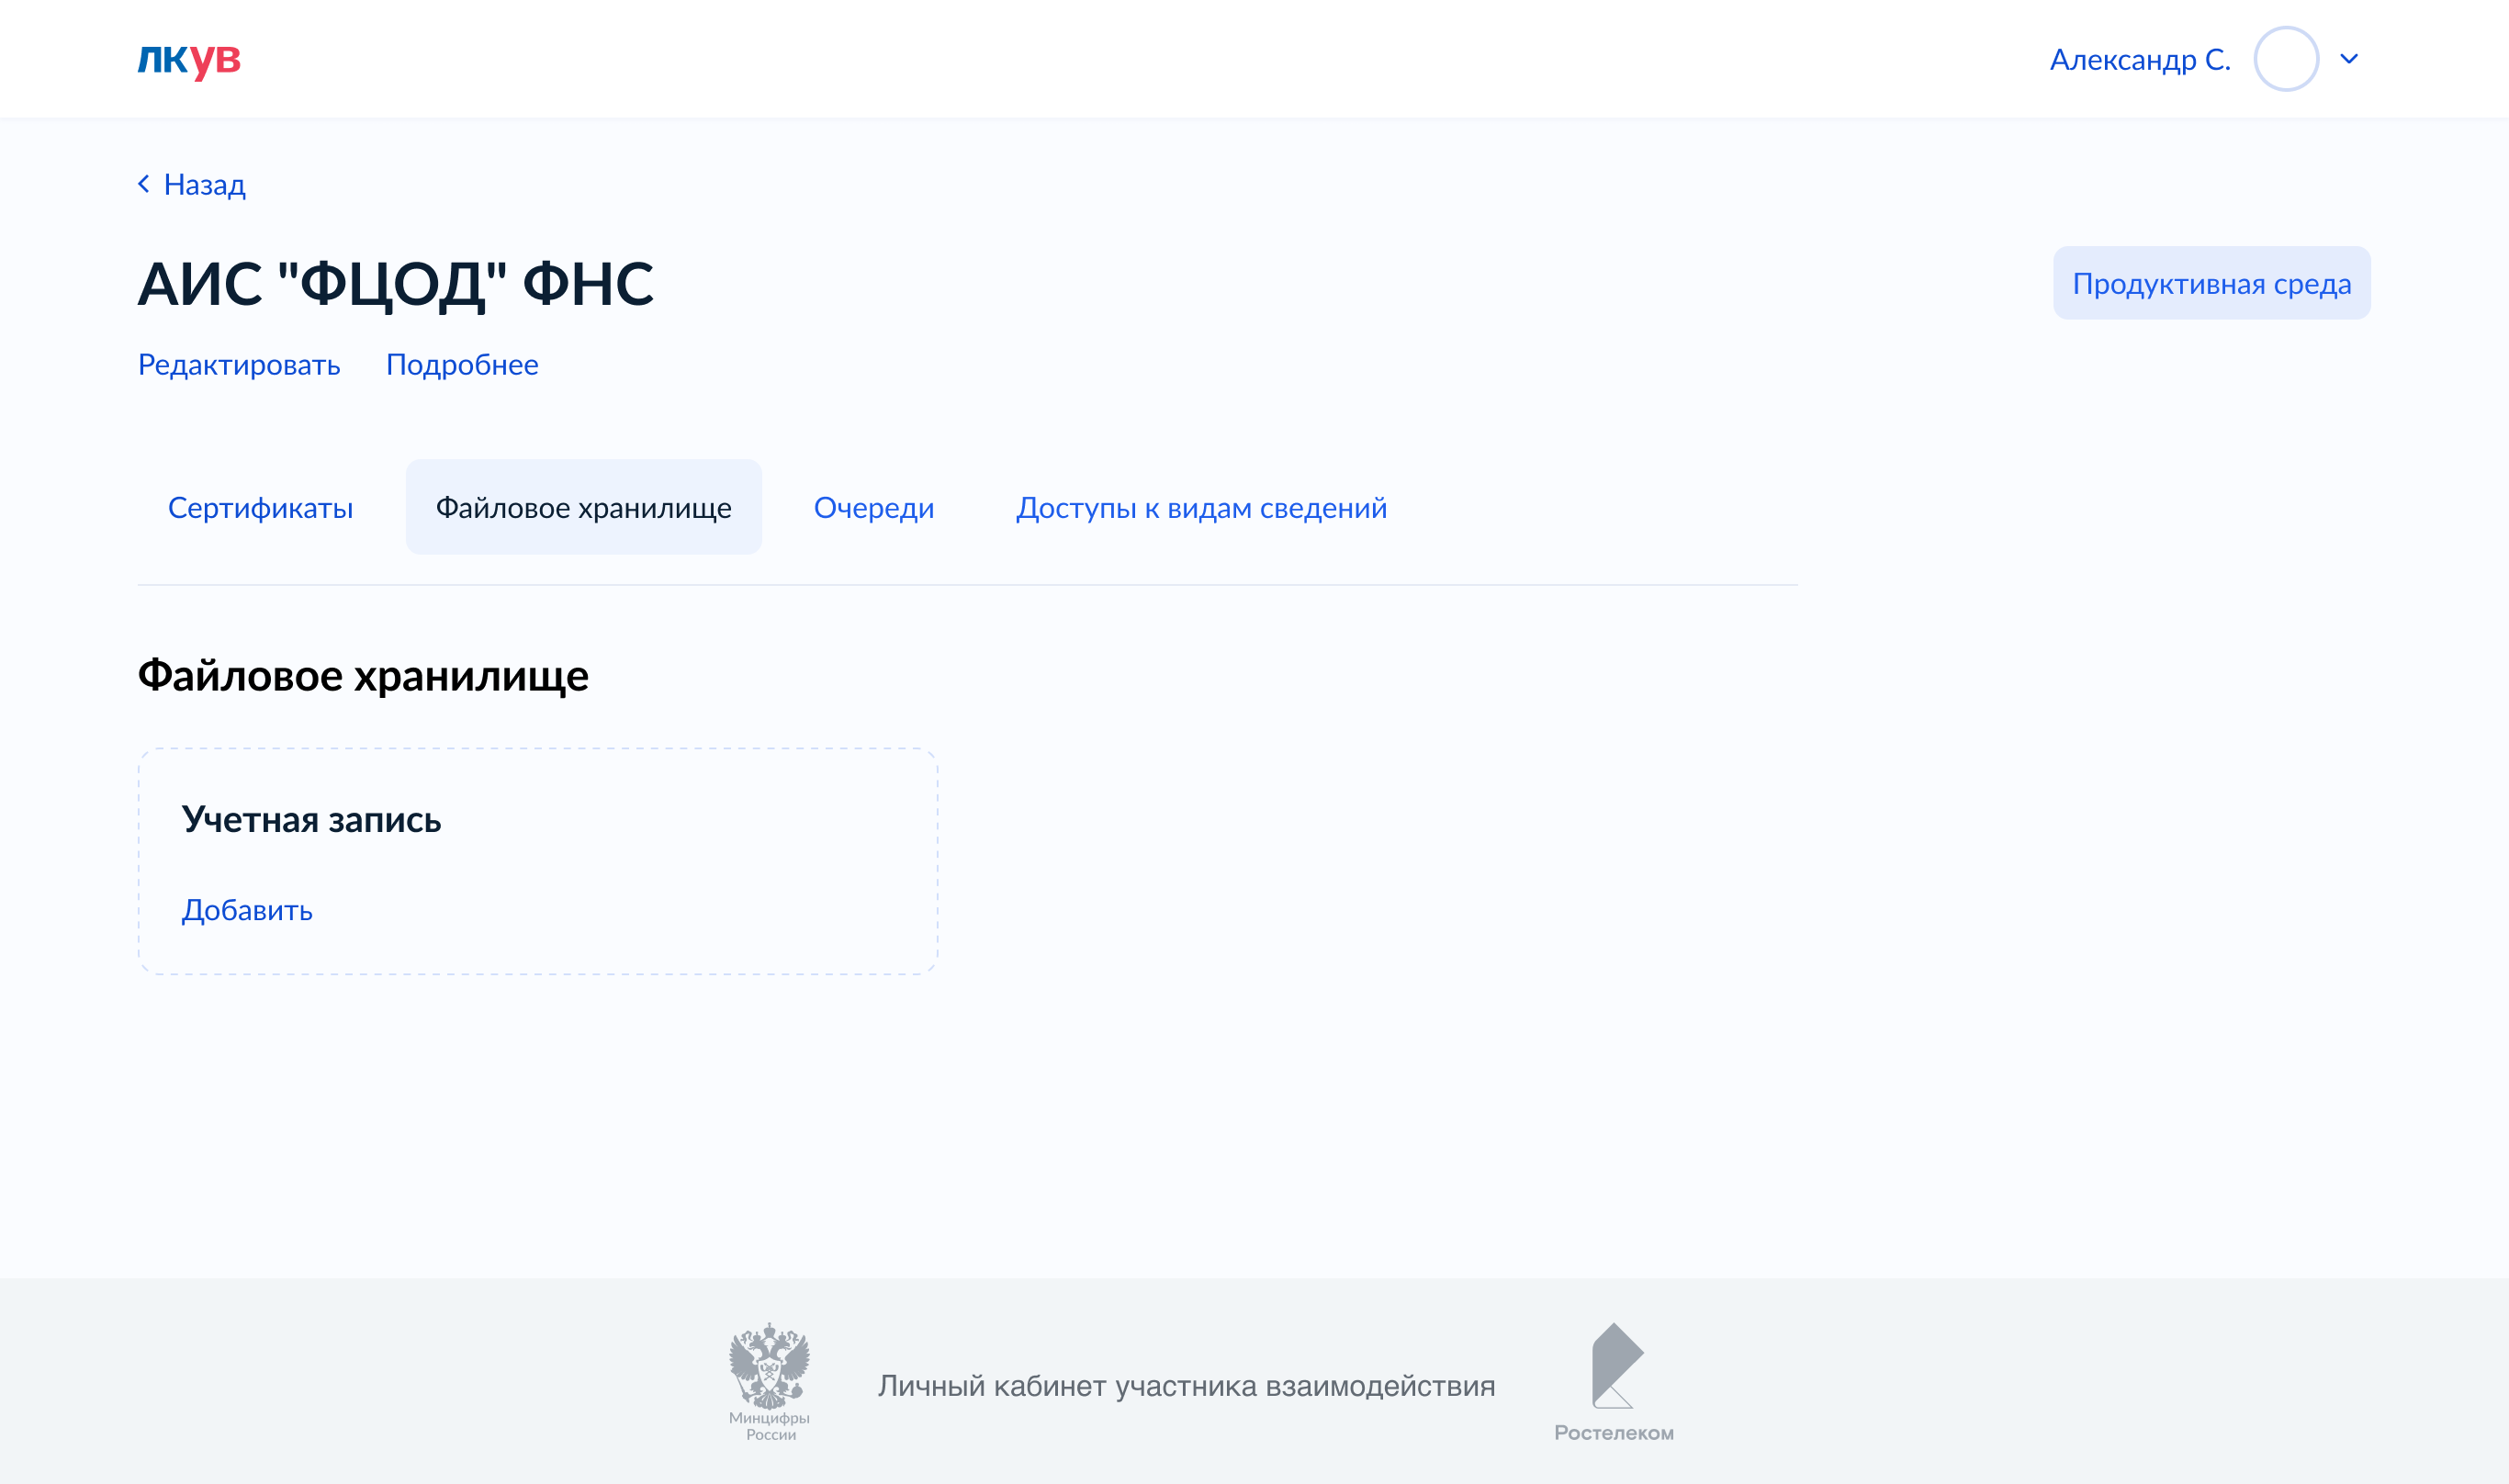 лкув
Александр С.
Назад
АИС "ФЦОД" ФНС
Продуктивная среда
Редактировать Подробнее
Сертификаты Файловое хранилище Очереди Доступы к видам сведений
Файловое хранилище
Учетная запись
Добавить
Минцифры
России
Личный кабинет участника взаимодействия
Ростелеком